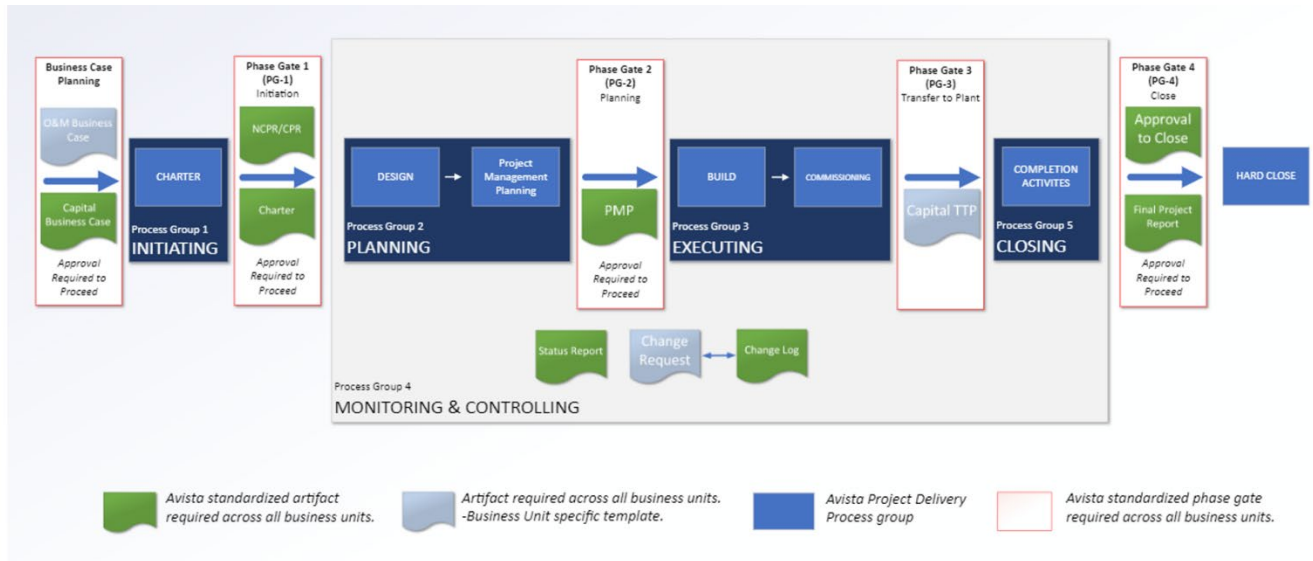 Business Case
Planning
O&M Business
Case
Capital
Business Case
Approval
Required to
Proceed
CHARTER
Process Group 1
INITIATING
Phase Gate 1
(PG-1)
Initiation
NCPR/CPR
Charter
Approval
Required to
Proceed
DESIGN
Project
Management
Planning
Process Group 2
PLANNING
Phase Gate 2
(PG-2)
Planning
PMP
Approval
Required to
Proceed
BUILD
COMMISSIONING
Process Group 3
EXECUTING
Phase Gate 3
(PG-3)
Transfer to Plant
Capital TTP
COMPLETION
ACTIVITES
Process Group 5
CLOSING
Phase Gate 4
(PG-4)
Close
Approval
to Close
Final Project
Report
Approval
Required to
Proceed
HARD CLOSE
Status Report
Change
Request
Change Log
Process Group 4
MONITORING & CONTROLLING
Avista standardized artifact
required across all business units.
Artifact required across all business units.
-Business Unit specific template.
Avista Project Delivery
Process group
Avista standardized phase gate
required across all business units.